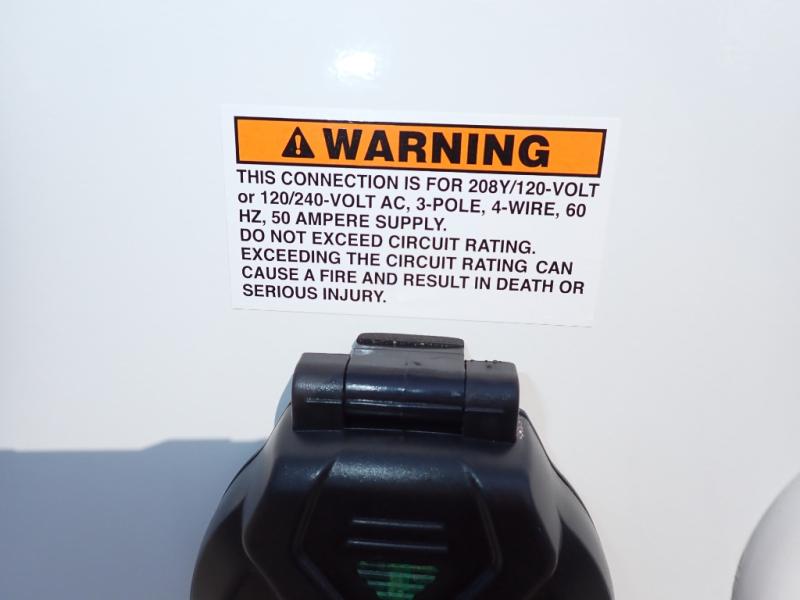 WARNING
THIS CONNECTION IS FOR 208Y/120-VOLT
or 120/240-VOLT AC, 3-POLE, 4-WIRE, 60
HZ, 50 AMPERE SUPPLY.
DO NOT EXCEED CIRCUIT RATING.
EXCEEDING THE CIRCUIT RATING CAN
CAUSE A FIRE AND RESULT IN DEATH OR
SERIOUS INJURY.